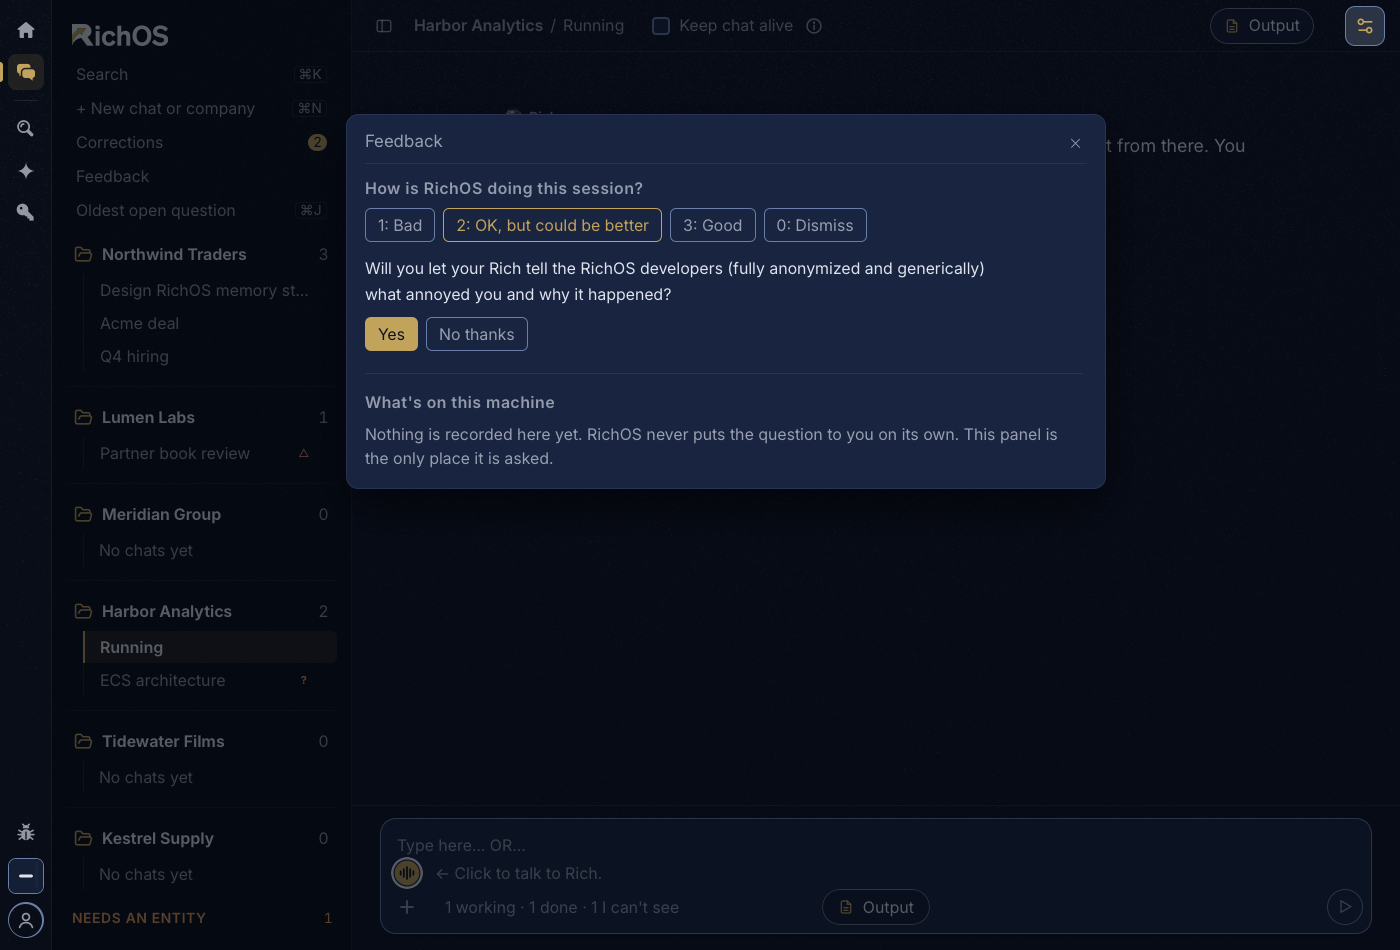 RichOS
Search ⌘K
+ New chat or company ⌘N
Corrections 2
Feedback
Oldest open question ⌘J
Northwind Traders 3
Design RichOS memory st...
Acme deal
Q4 hiring
Lumen Labs 1
Partner book review
Meridian Group 0
No chats yet
Harbor Analytics 2
Running
ECS architecture ?
Tidewater Films 0
No chats yet
Kestrel Supply 0
No chats yet
NEEDS AN ENTITY 1
Harbor Analytics / Running Keep chat alive Output
t from there. You
Feedback
How is RichOS doing this session?
1: Bad 2: OK, but could be better 3: Good 0: Dismiss
Will you let your Rich tell the RichOS developers (fully anonymized and generically)
what annoyed you and why it happened?
Yes No thanks
What's on this machine
Nothing is recorded here yet. RichOS never puts the question to you on its own. This panel is
the only place it is asked.
Type here... OR...
← Click to talk to Rich.
1 working · 1 done · 1 I can't see Output